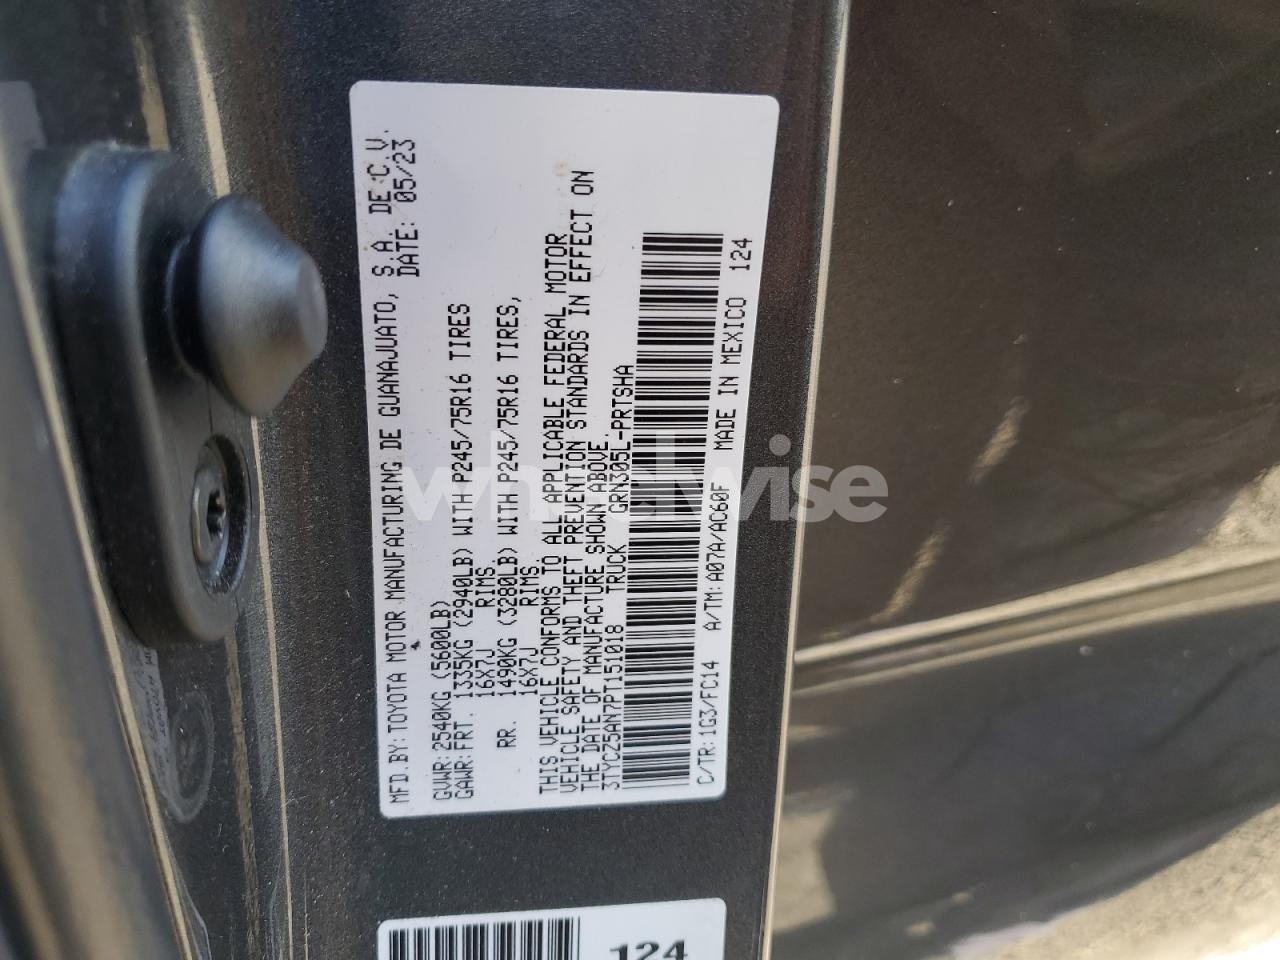 MFD.BY:TOYOTA MOTOR MANUFACTURING DE GUANAJUATO, S.A. DE C.V.
DATE: 05/23
GVWR:2540KG (5600LB)
GAWR:FRT. 1335KG (2940LB) WITH P245/75R16 TIRES
16X7J RIMS.
RR. 1490KG (3280LB) WITH P245/75R16 TIRES,
16X7J RIMS.
THIS VEHICLE CONFORMS TO ALL APPLICABLE FEDERAL MOTOR
VEHICLE SAFETY AND THEFT PREVENTION STANDARDS IN EFFECT ON
THE DATE OF MANUFACTURE SHOWN ABOVE.
3TYCZ5AN7PT151018 TRUCK GRN305L-PRTSHA
C/TR:1G3/FC14 A/TM:A07A/AC60F MADE IN MEXICO 124
124
wheelwise